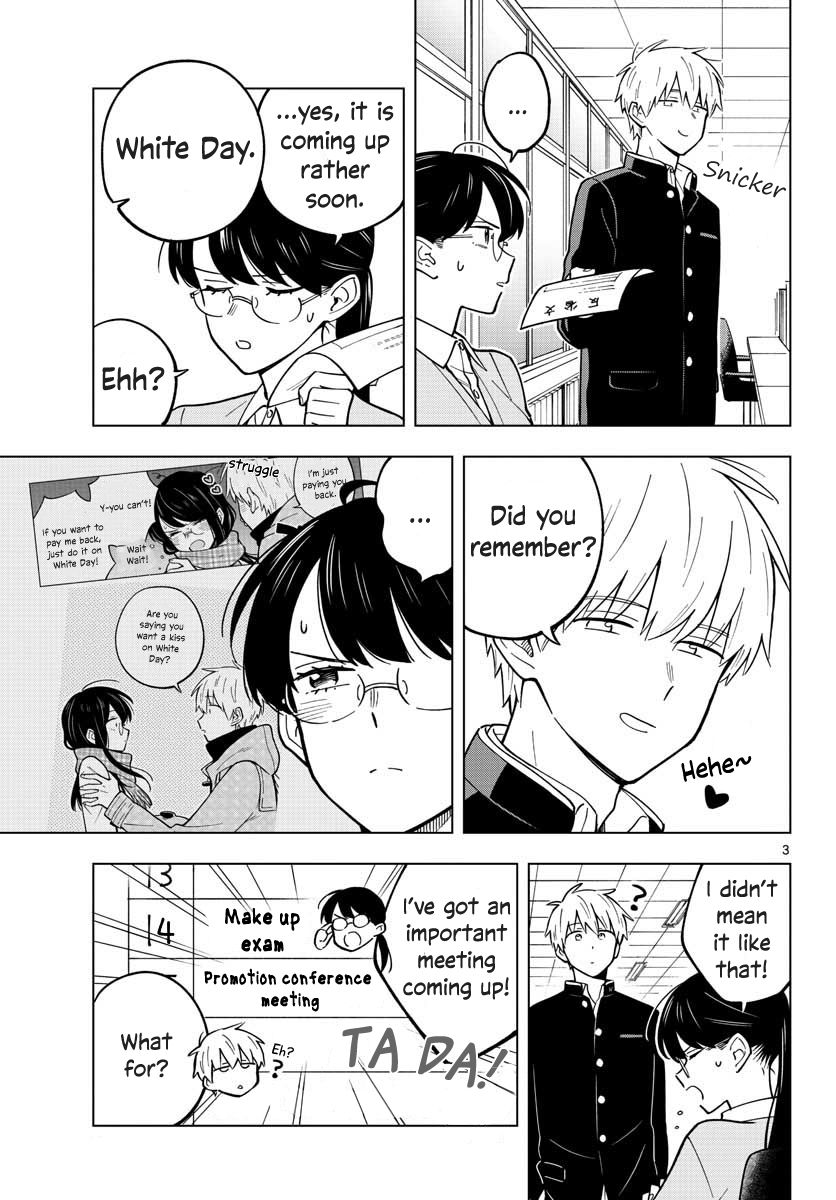 ...
Snicker
反省文
...yes, it is
coming up
rather
soon.
White Day.
Ehh?
Did you
remember?
Hehe~
...
struggle
I'm just
paying you
back.
Y-you can't!
If you want to
pay me back,
just do it on
White Day!
Wait
Wait!
Are you
saying you
want a kiss
on White
Day?
3
I didn't
mean
it like
that!
?
I've got an
important
meeting
coming up!
13
14
Make up
exam
Promotion conference
meeting
TA DA!
Eh?
?
What
for?